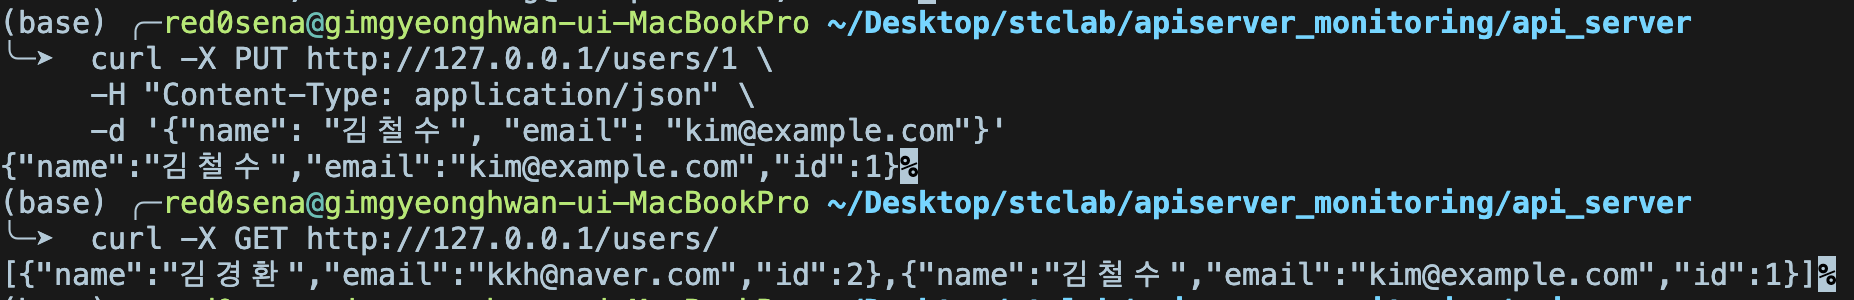 (base) ╭─red0sena@gimgyeonghwan-ui-MacBookPro ~/Desktop/stclab/apiserver_monitoring/api_server
╰─➤  curl -X PUT http://127.0.0.1/users/1 \
     -H "Content-Type: application/json" \
     -d '{"name": "김철수", "email": "kim@example.com"}'
{"name":"김철수","email":"kim@example.com","id":1}%
(base) ╭─red0sena@gimgyeonghwan-ui-MacBookPro ~/Desktop/stclab/apiserver_monitoring/api_server
╰─➤  curl -X GET http://127.0.0.1/users/
[{"name":"김경환","email":"kkh@naver.com","id":2},{"name":"김철수","email":"kim@example.com","id":1}]%